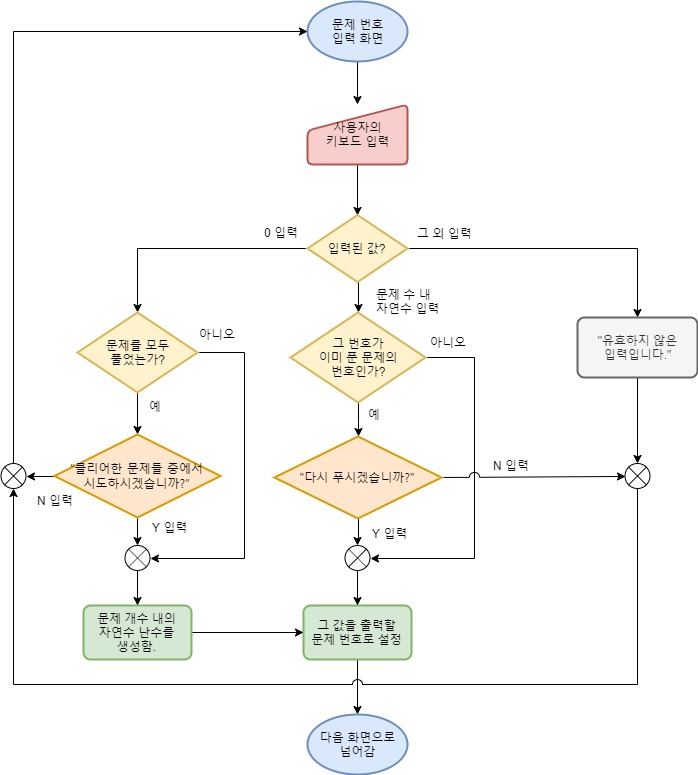 문제 번호
입력 화면
사용자의
키보드 입력
0 입력
입력된 값?
그 외 입력
문제 수 내
자연수 입력
문제를 모두
풀었는가?
아니오
그 번호가
이미 푼 문제의
번호인가?
아니오
"유효하지 않은
입력입니다."
예
예
"클리어한 문제들 중에서
시도하시겠습니까?"
N 입력
"다시 푸시겠습니까?"
N 입력
Y 입력
Y 입력
문제 개수 내의
자연수 난수를
생성함.
그 값을 출력할
문제 번호로 설정
다음 화면으로
넘어감